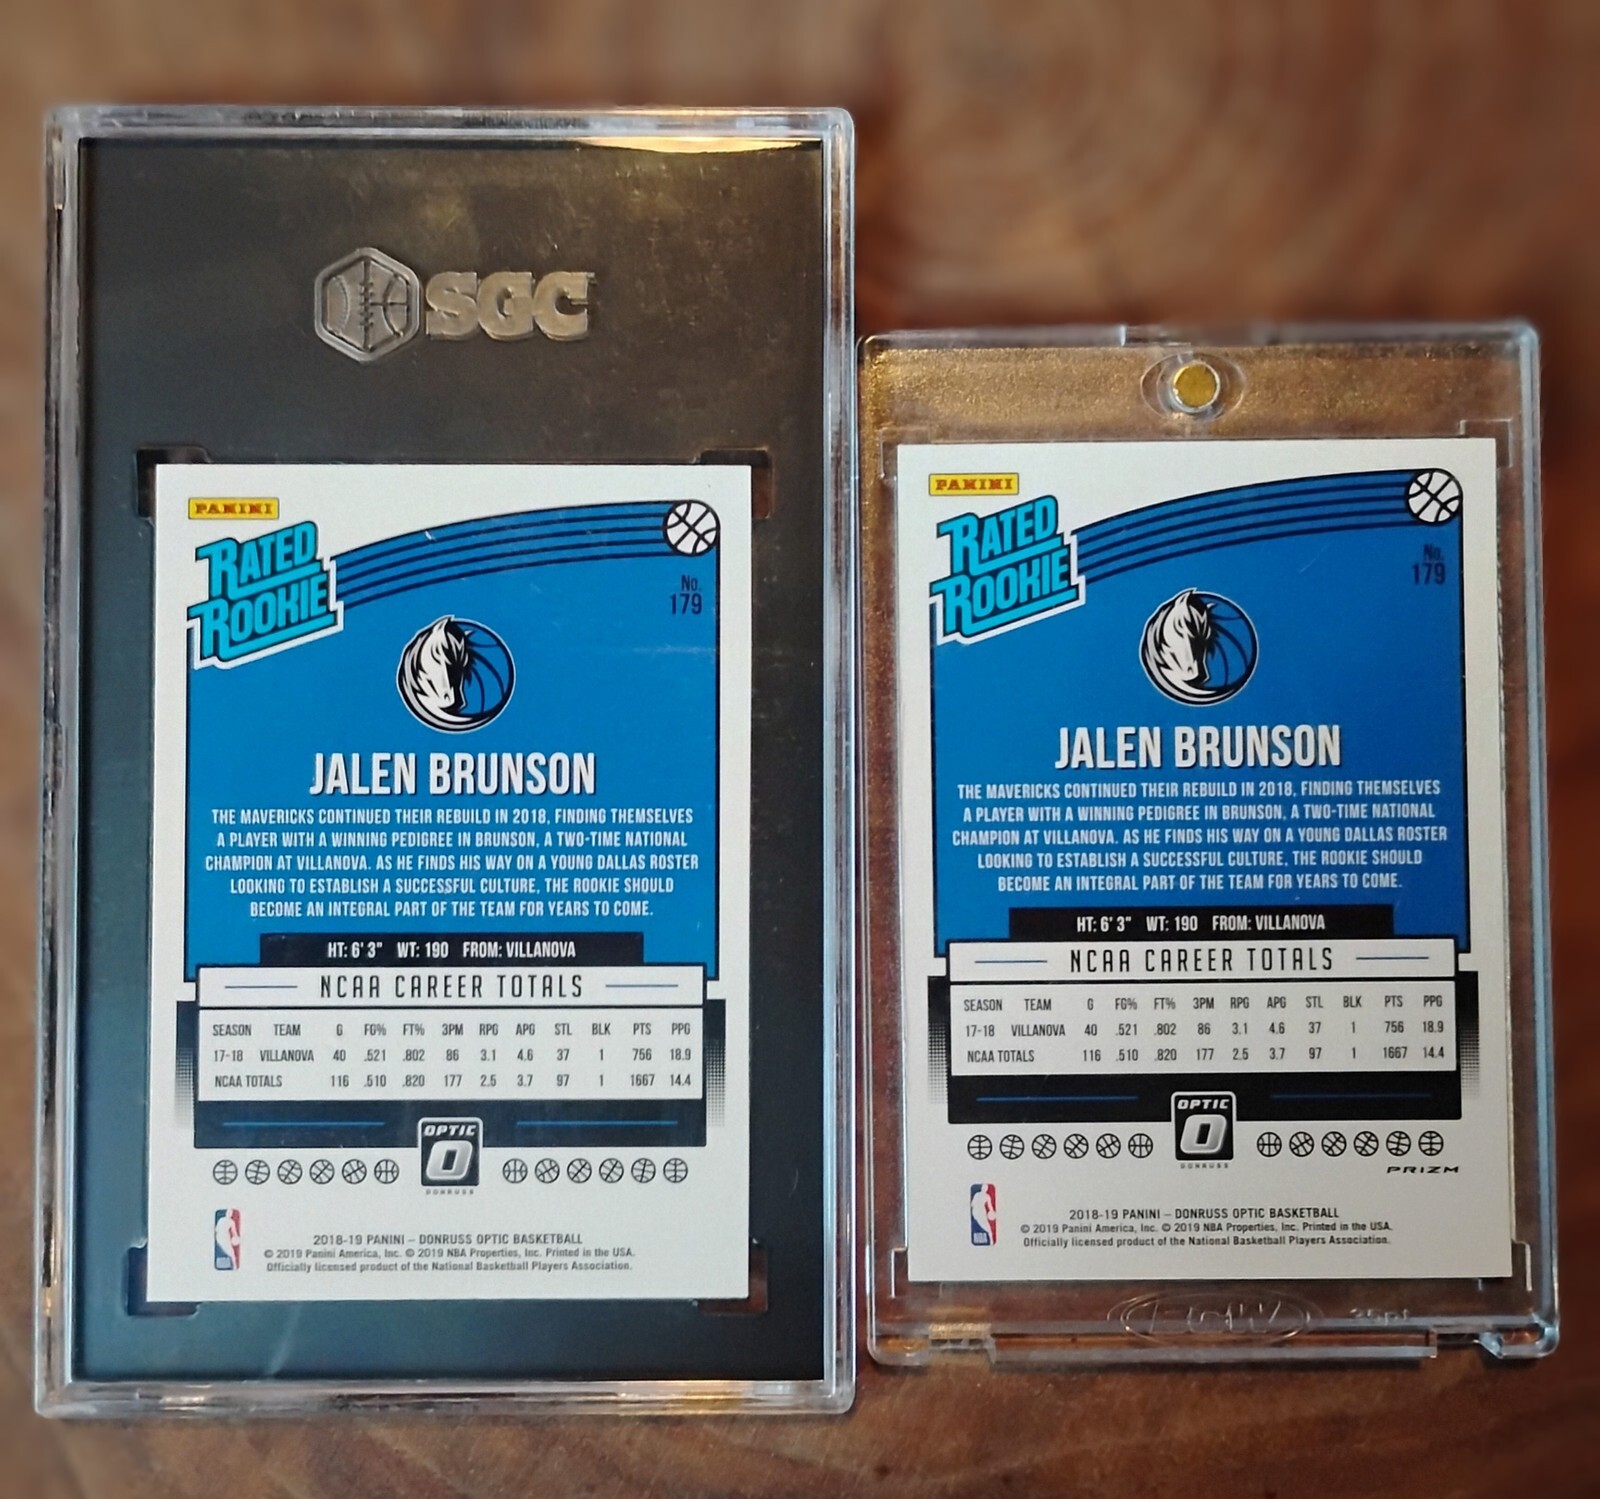 SGC
PANINI
RATED
ROOKIE
No.
179
JALEN BRUNSON
THE MAVERICKS CONTINUED THEIR REBUILD IN 2018, FINDING THEMSELVES
A PLAYER WITH A WINNING PEDIGREE IN BRUNSON, A TWO-TIME NATIONAL
CHAMPION AT VILLANOVA. AS HE FINDS HIS WAY ON A YOUNG DALLAS ROSTER
LOOKING TO ESTABLISH A SUCCESSFUL CULTURE, THE ROOKIE SHOULD
BECOME AN INTEGRAL PART OF THE TEAM FOR YEARS TO COME.
HT: 6' 3" WT: 190 FROM: VILLANOVA
NCAA CAREER TOTALS
SEASON TEAM G FG% FT% 3PM RPG APG STL BLK PTS PPG
17-18 VILLANOVA 40 .521 .802 86 3.1 4.6 37 1 756 18.9
NCAA TOTALS 116 .510 .820 177 2.5 3.7 97 1 1667 14.4
OPTIC
O
DONRUSS
NBA
2018-19 PANINI – DONRUSS OPTIC BASKETBALL
© 2019 Panini America, Inc. © 2019 NBA Properties, Inc. Printed in the USA.
Officially licensed product of the National Basketball Players Association.
PANINI
RATED
ROOKIE
No.
179
JALEN BRUNSON
THE MAVERICKS CONTINUED THEIR REBUILD IN 2018, FINDING THEMSELVES
A PLAYER WITH A WINNING PEDIGREE IN BRUNSON, A TWO-TIME NATIONAL
CHAMPION AT VILLANOVA. AS HE FINDS HIS WAY ON A YOUNG DALLAS ROSTER
LOOKING TO ESTABLISH A SUCCESSFUL CULTURE, THE ROOKIE SHOULD
BECOME AN INTEGRAL PART OF THE TEAM FOR YEARS TO COME.
HT: 6' 3" WT: 190 FROM: VILLANOVA
NCAA CAREER TOTALS
SEASON TEAM G FG% FT% 3PM RPG APG STL BLK PTS PPG
17-18 VILLANOVA 40 .521 .802 86 3.1 4.6 37 1 756 18.9
NCAA TOTALS 116 .510 .820 177 2.5 3.7 97 1 1667 14.4
OPTIC
O
DONRUSS
PRIZM
NBA
2018-19 PANINI – DONRUSS OPTIC BASKETBALL
© 2019 Panini America, Inc. © 2019 NBA Properties, Inc. Printed in the USA.
Officially licensed product of the National Basketball Players Association.
35pt